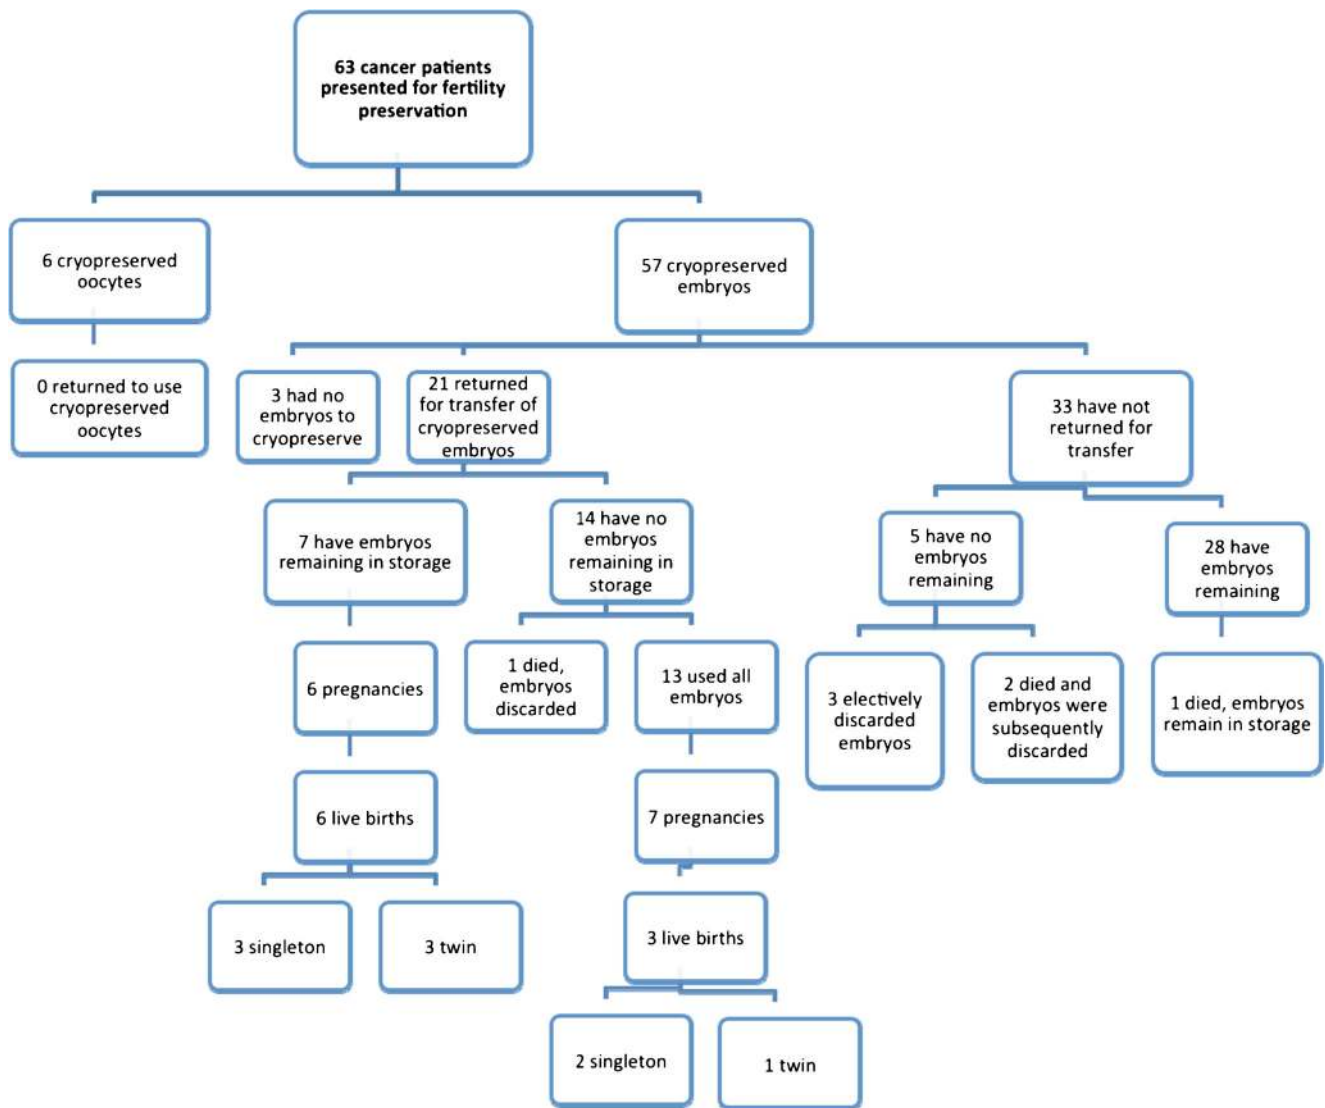 63 cancer patients
presented for fertility
preservation
6 cryopreserved
oocytes
57 cryopreserved
embryos
0 returned to use
cryopreserved
oocytes
3 had no
embryos to
cryopreserve
21 returned
for transfer of
cryopreserved
embryos
33 have not
returned for
transfer
7 have embryos
remaining in storage
14 have no
embryos
remaining in
storage
5 have no
embryos
remaining
28 have
embryos
remaining
6 pregnancies
1 died,
embryos
discarded
13 used all
embryos
3 electively
discarded
embryos
2 died and
embryos were
subsequently
discarded
1 died, embryos
remain in storage
6 live births
7 pregnancies
3 singleton
3 twin
3 live births
2 singleton
1 twin